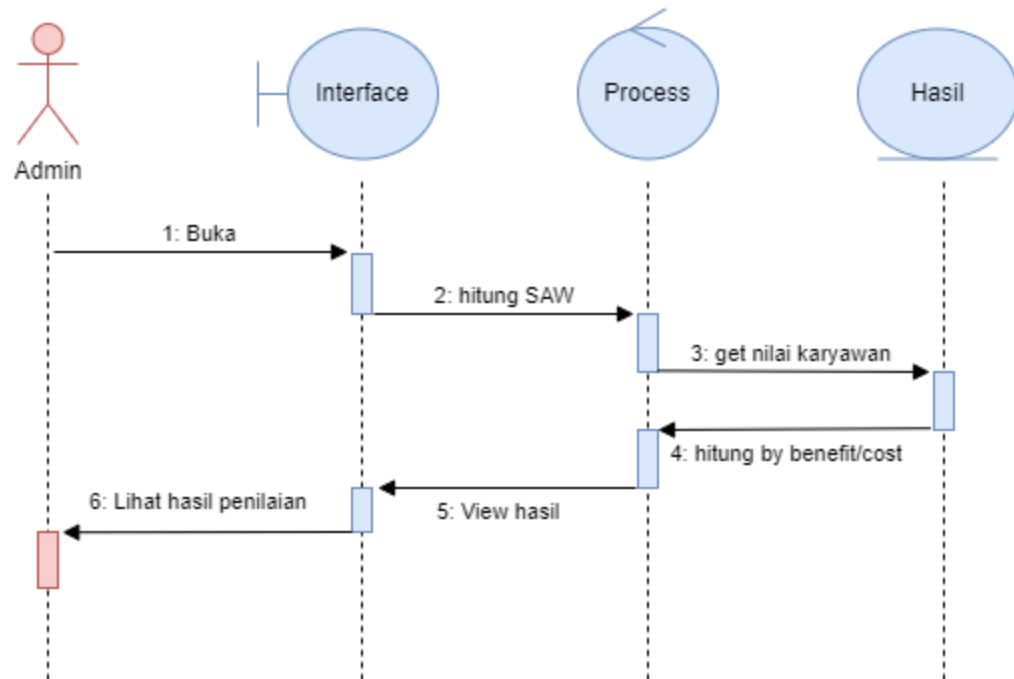 Interface
Process
Hasil
Admin
1: Buka
2: hitung SAW
3: get nilai karyawan
4: hitung by benefit/cost
5: View hasil
6: Lihat hasil penilaian